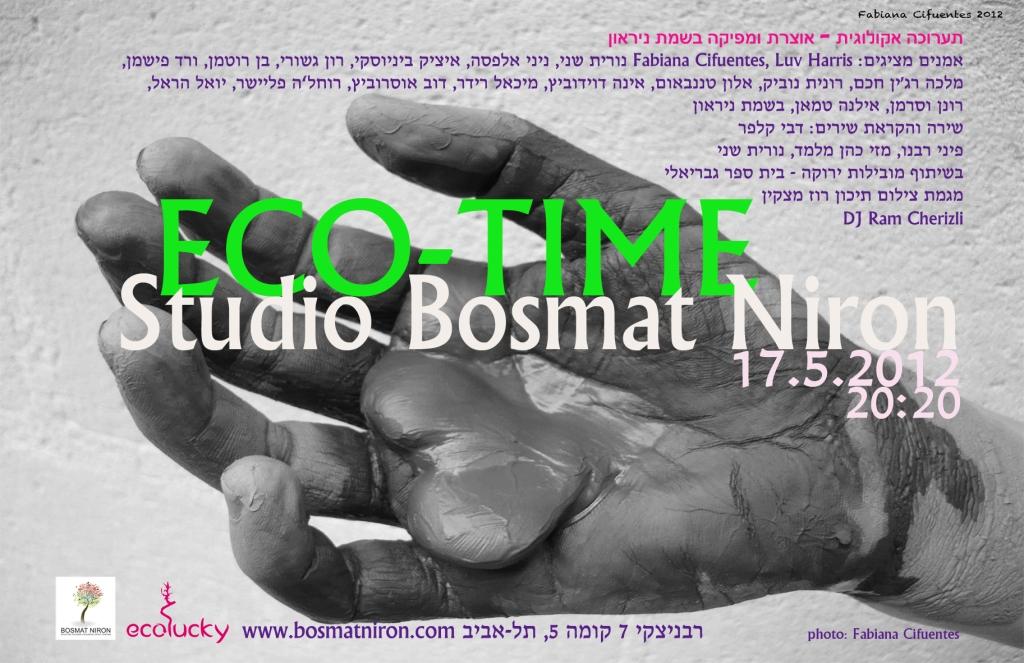 Fabiana Cifuentes 2012
תערוכה אקולוגית – אוצרת ומפיקה בשמת ניראון
אמנים מציגים: Fabiana Cifuentes, Luv Harris נורית שני, ניני אלפסה, איציק ביניוסקי, רון גשורי, בן רוטמן, ורד פישמן,
מלכה רג'ין חכם, רונית נוביק, אלון טננבאום, אינה דוידוביץ, מיכאל רידר, דוב אוסרוביץ, רוחל'ה פליישר, יואל הראל,
רונן וסרמן, אילנה טמאן, בשמת ניראון
שירה והקראת שירים: דבי קלפר
פיני רבנו, מזי כהן מלמד, נורית שני
בשיתוף מובילות ירוקה - בית ספר גבריאלי
מגמת צילום תיכון רוז מצקין
DJ Ram Cherizli
ECO-TIME
Studio Bosmat Niron
17.5.2012
20:20
BOSMAT NIRON
ecolucky
www.bosmatniron.com רבניצקי 7 קומה 5, תל-אביב
photo: Fabiana Cifuentes